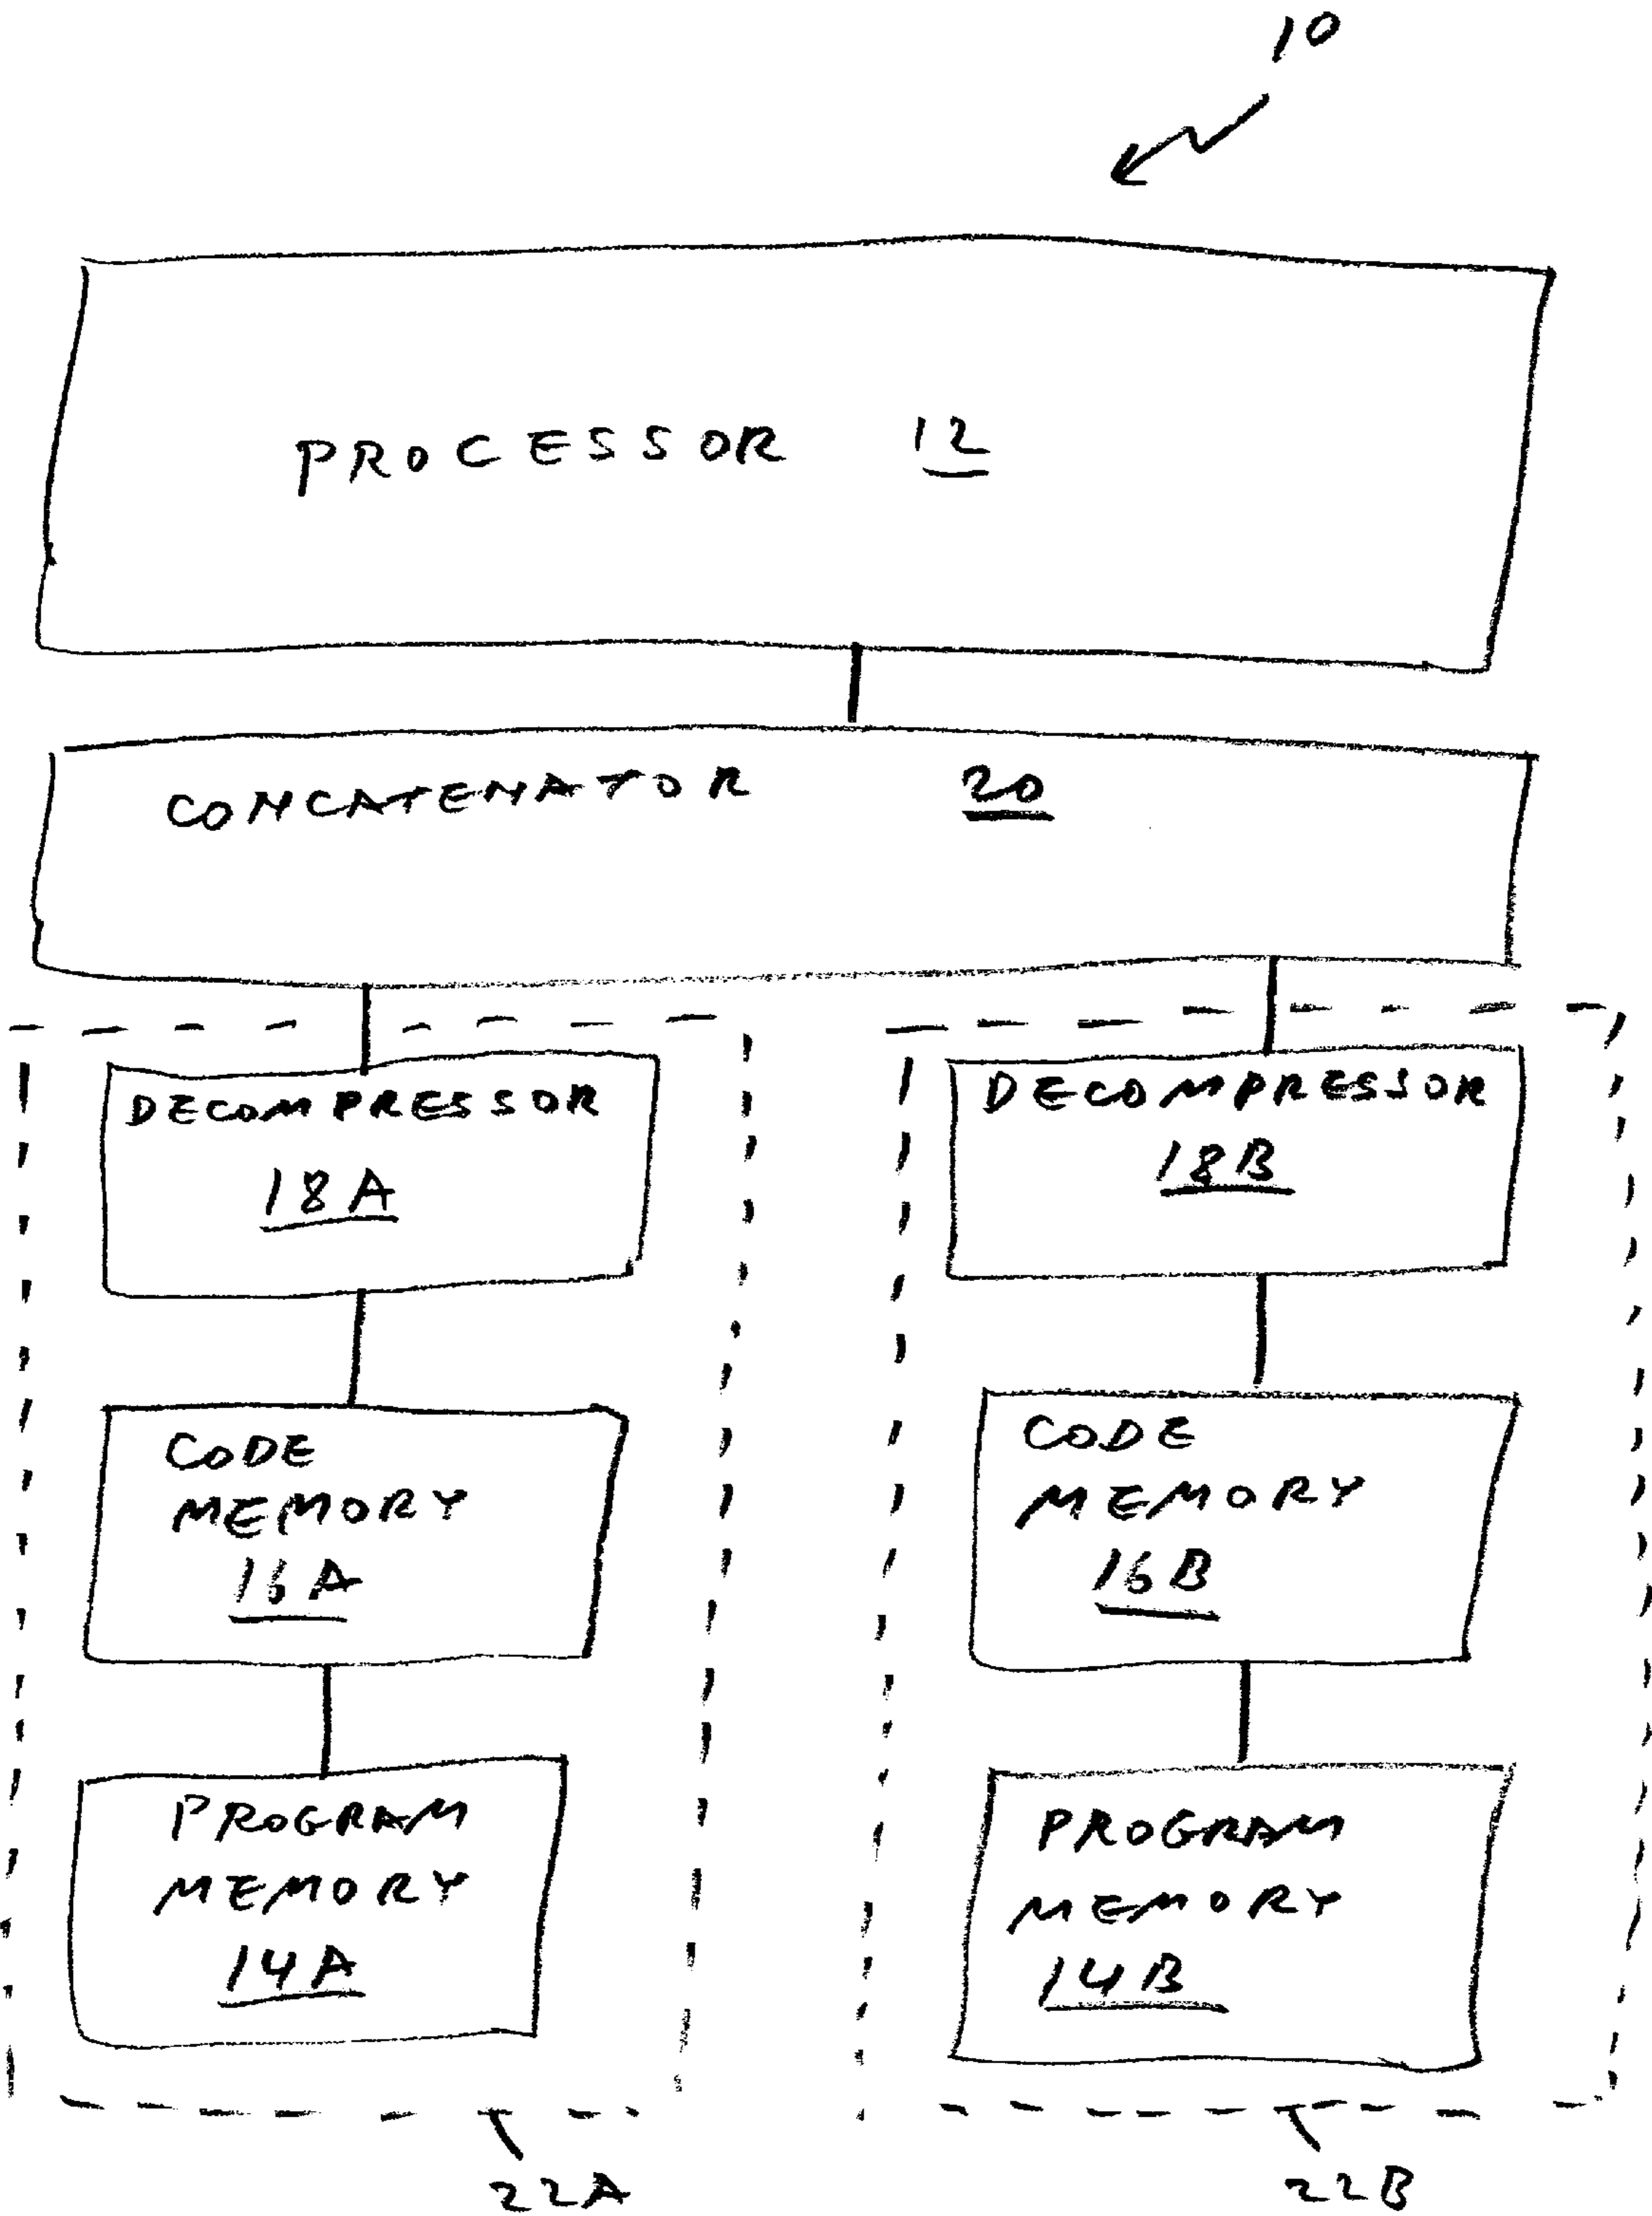 10
PROCESSOR 12
CONCATENATOR 20
DECOMPRESSOR
18A
CODE
MEMORY
16A
PROGRAM
MEMORY
14A
22A
DECOMPRESSOR
18B
CODE
MEMORY
16B
PROGRAM
MEMORY
14B
22B